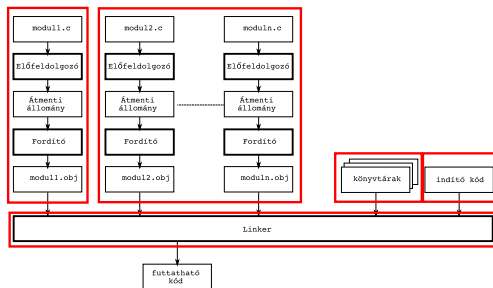 modul1.c
modul2.c
moduln.c
Előfeldolgozó
Előfeldolgozó
Előfeldolgozó
Átmenti
állomány
Átmenti
állomány
Átmenti
állomány
Fordító
Fordító
Fordító
modul1.obj
modul2.obj
moduln.obj
könyvtárak
indító kód
Linker
futtatható
kód